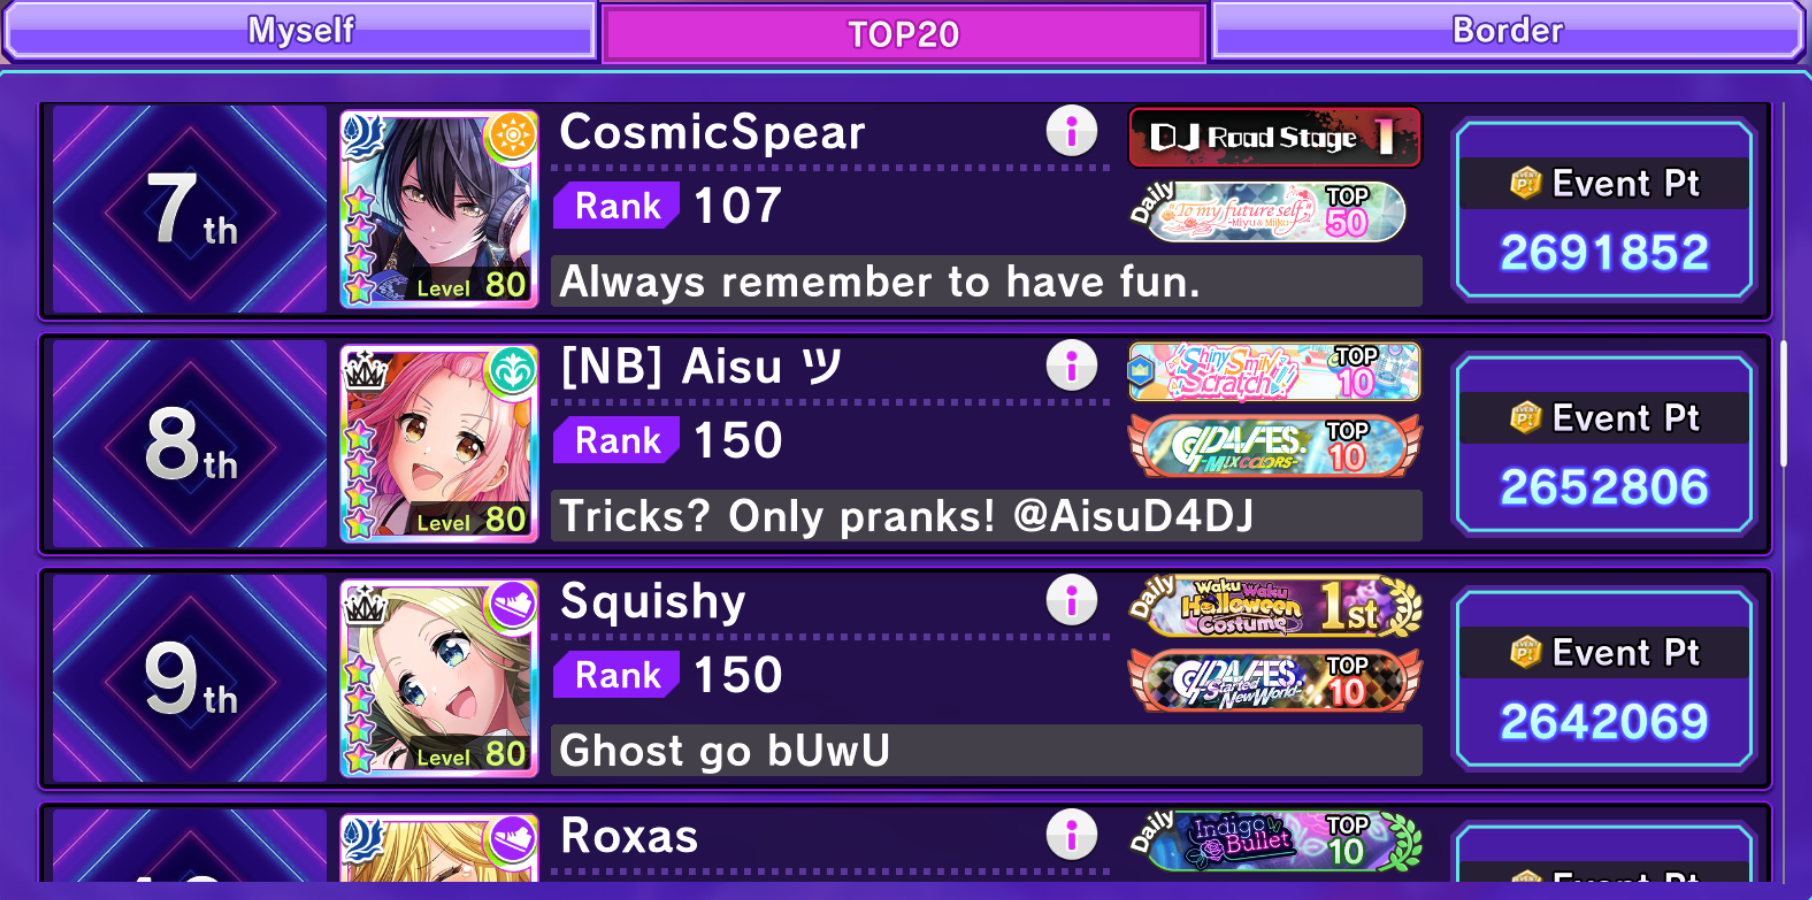 Myself
TOP20
Border
7th
Level 80
CosmicSpear
Rank 107
Always remember to have fun.
DJ Road Stage 1
Daily "To my future self" -Miyu & Miiko- TOP 50
Event Pt
2691852
8th
Level 80
[NB] Aisu ツ
Rank 150
Tricks? Only pranks! @AisuD4DJ
Shiny Smily Scratch!! TOP 10
D4FES. -MIX COLORS- TOP 10
Event Pt
2652806
9th
Level 80
Squishy
Rank 150
Ghost go bUwU
Daily Waku Waku Halloween Costume 1st
D4FES. -Started New World- TOP 10
Event Pt
2642069
Roxas
Daily Indigo Bullet TOP 10
Event Pt